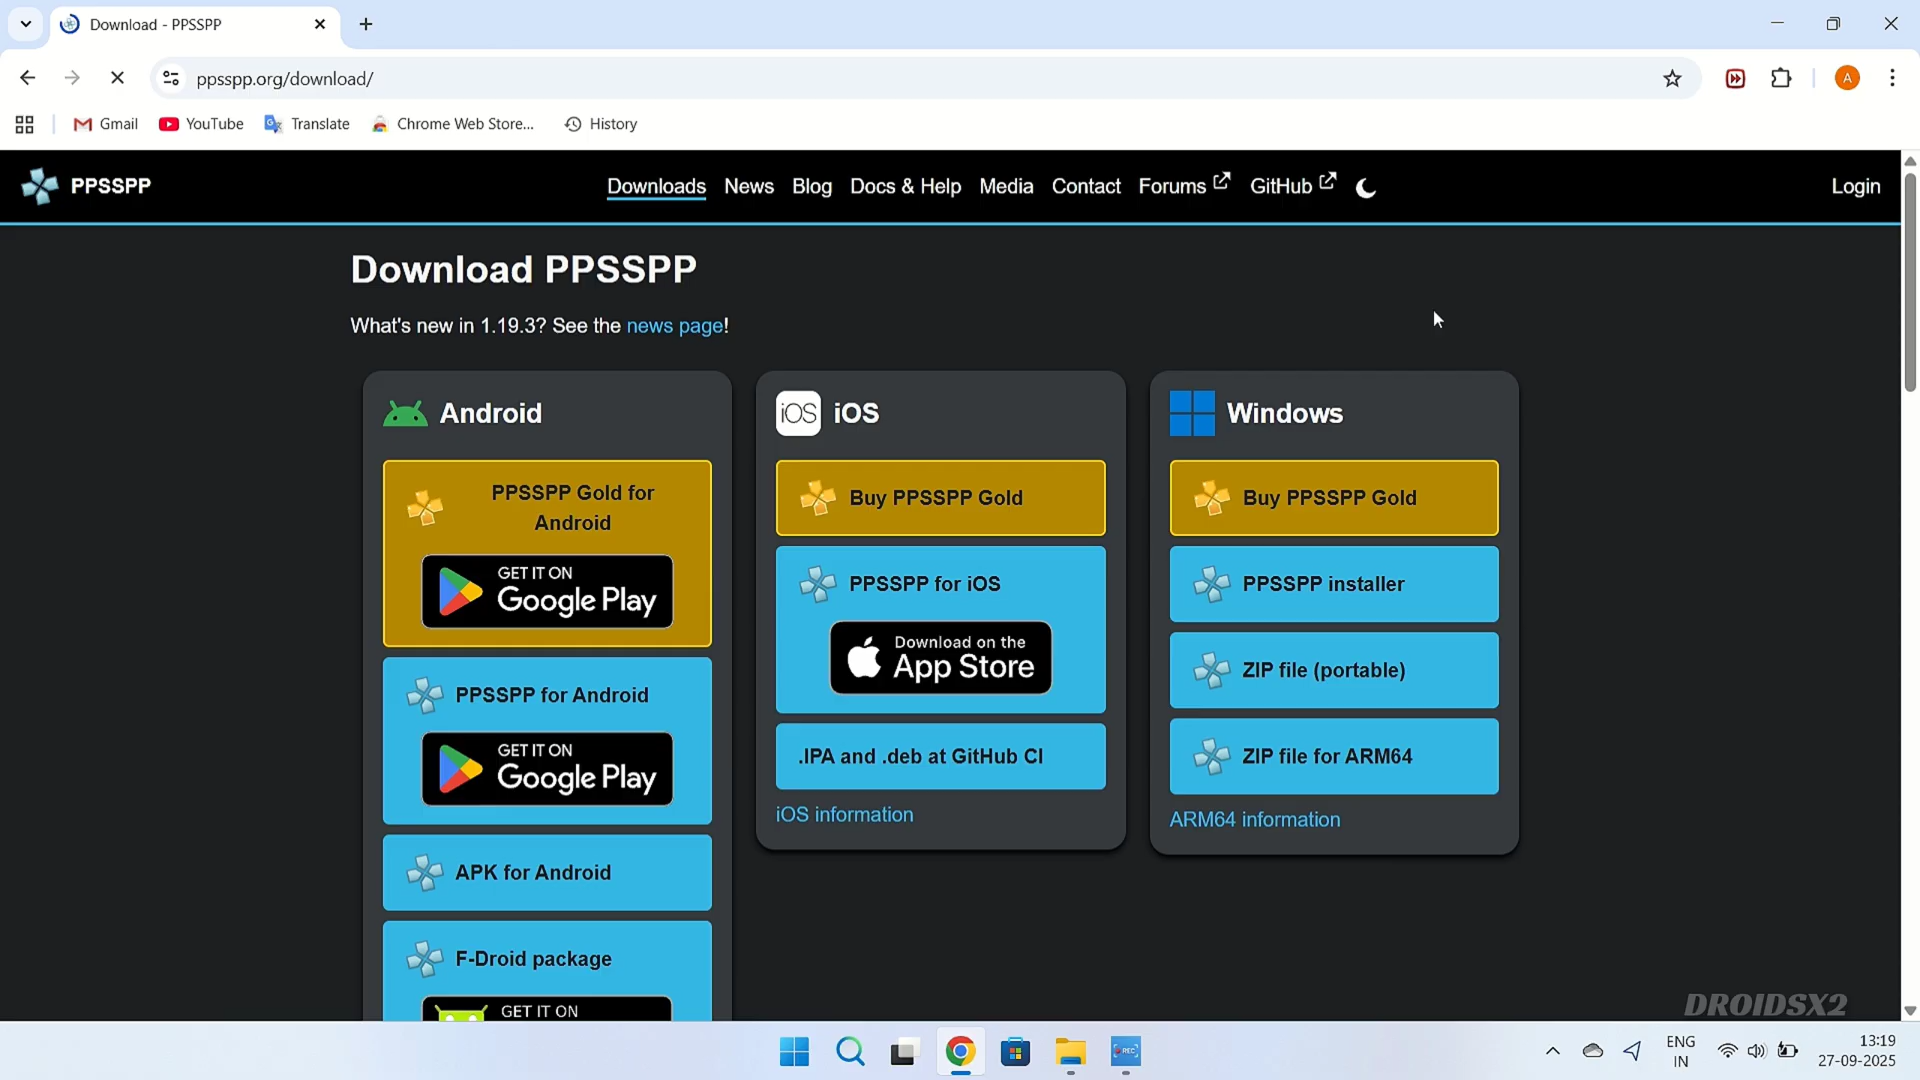 Download - PPSSPP
ppsspp.org/download/
A
Gmail
YouTube
Translate
Chrome Web Store...
History
PPSSPP
Downloads News Blog Docs & Help Media Contact Forums GitHub
Login
Download PPSSPP
What's new in 1.19.3? See the news page!
Android
PPSSPP Gold for
Android
GET IT ON
Google Play
PPSSPP for Android
GET IT ON
Google Play
APK for Android
F-Droid package
GET IT ON
iOS iOS
Buy PPSSPP Gold
PPSSPP for iOS
Download on the
App Store
.IPA and .deb at GitHub CI
iOS information
Windows
Buy PPSSPP Gold
PPSSPP installer
ZIP file (portable)
ZIP file for ARM64
ARM64 information
DROIDSX2
REC
ENG
IN
13:19
27-09-2025